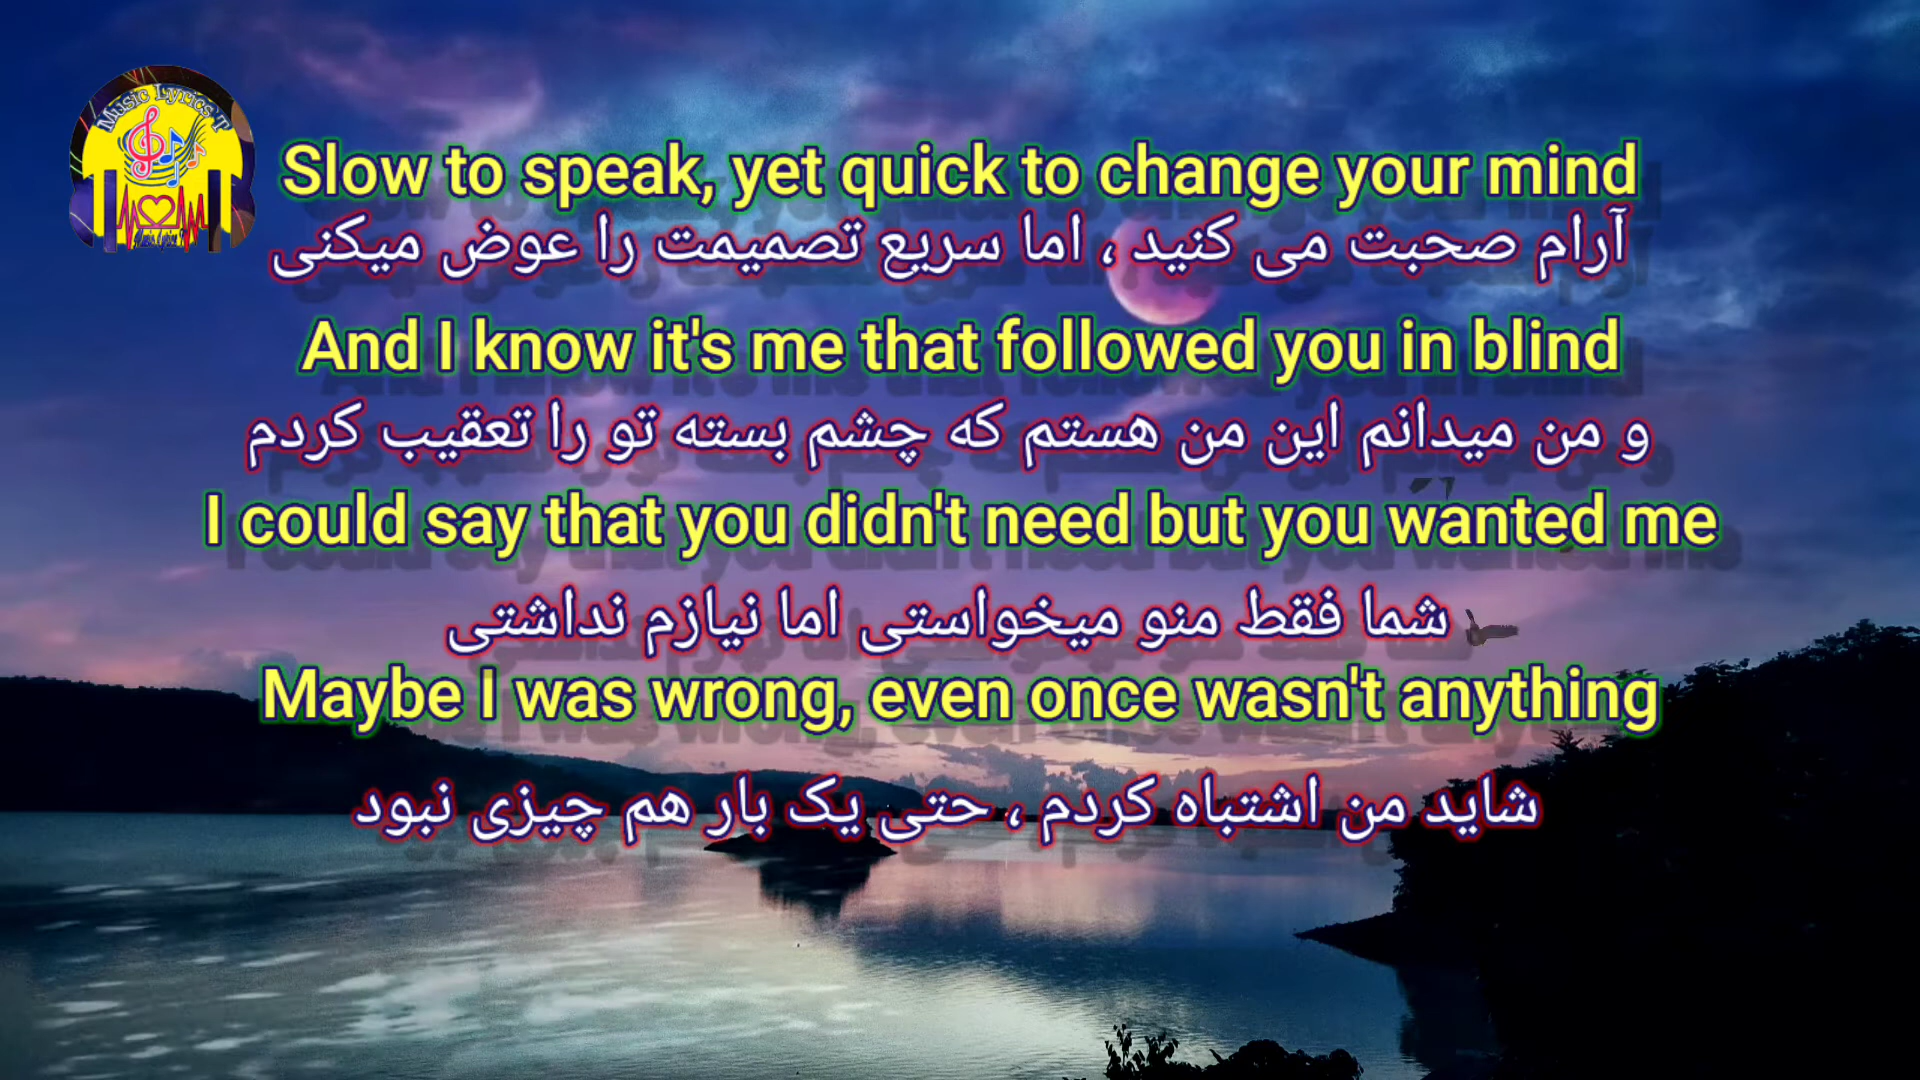 Music Lyrics T
Slow to speak, yet quick to change your mind
آرام صحبت می کنید ، اما سریع تصمیمت را عوض میکنی
And I know it's me that followed you in blind
و من میدانم این من هستم که چشم بسته تو را تعقیب کردم
I could say that you didn't need but you wanted me
شما فقط منو میخواستی اما نیازم نداشتی
Maybe I was wrong, even once wasn't anything
شاید من اشتباه کردم ، حتی یک بار هم چیزی نبود